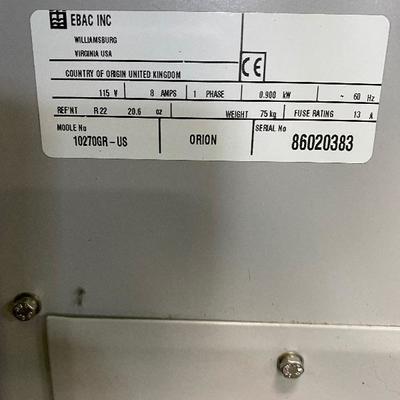 EBAC INC
WILLIAMSBURG
VIRGINIA USA
CE
COUNTRY OF ORIGIN UNITED KINGDOM
115 V 8 AMPS 1 PHASE 0.900 kW ~ 60 Hz
REF'NT R22 20.6 oz WEIGHT 75 kg FUSE RATING 13 A
MODLE No 10270GR-US ORION SERIAL No 86020383